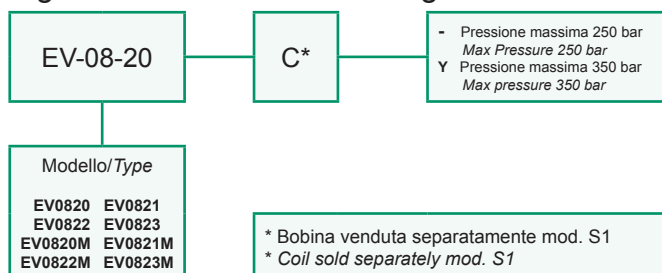 EV-08-20
C*
- Pressione massima 250 bar
Max Pressure 250 bar
Y Pressione massima 350 bar
Max pressure 350 bar
Modello/Type
EV0820 EV0821
EV0822 EV0823
EV0820M EV0821M
EV0822M EV0823M
* Bobina venduta separatamente mod. S1
* Coil sold separately mod. S1